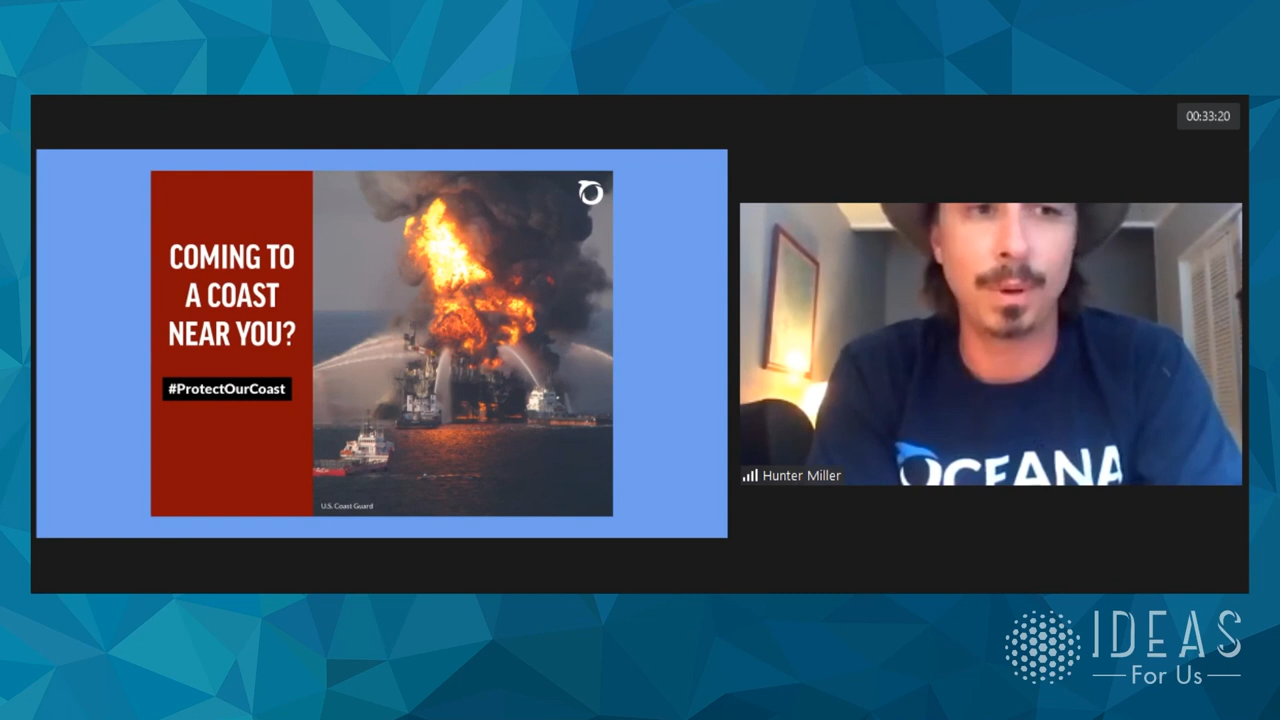 00:33:20
COMING TO
A COAST
NEAR YOU?
#ProtectOurCoast
U.S. Coast Guard
OCEANA
Hunter Miller
IDEAS
For Us